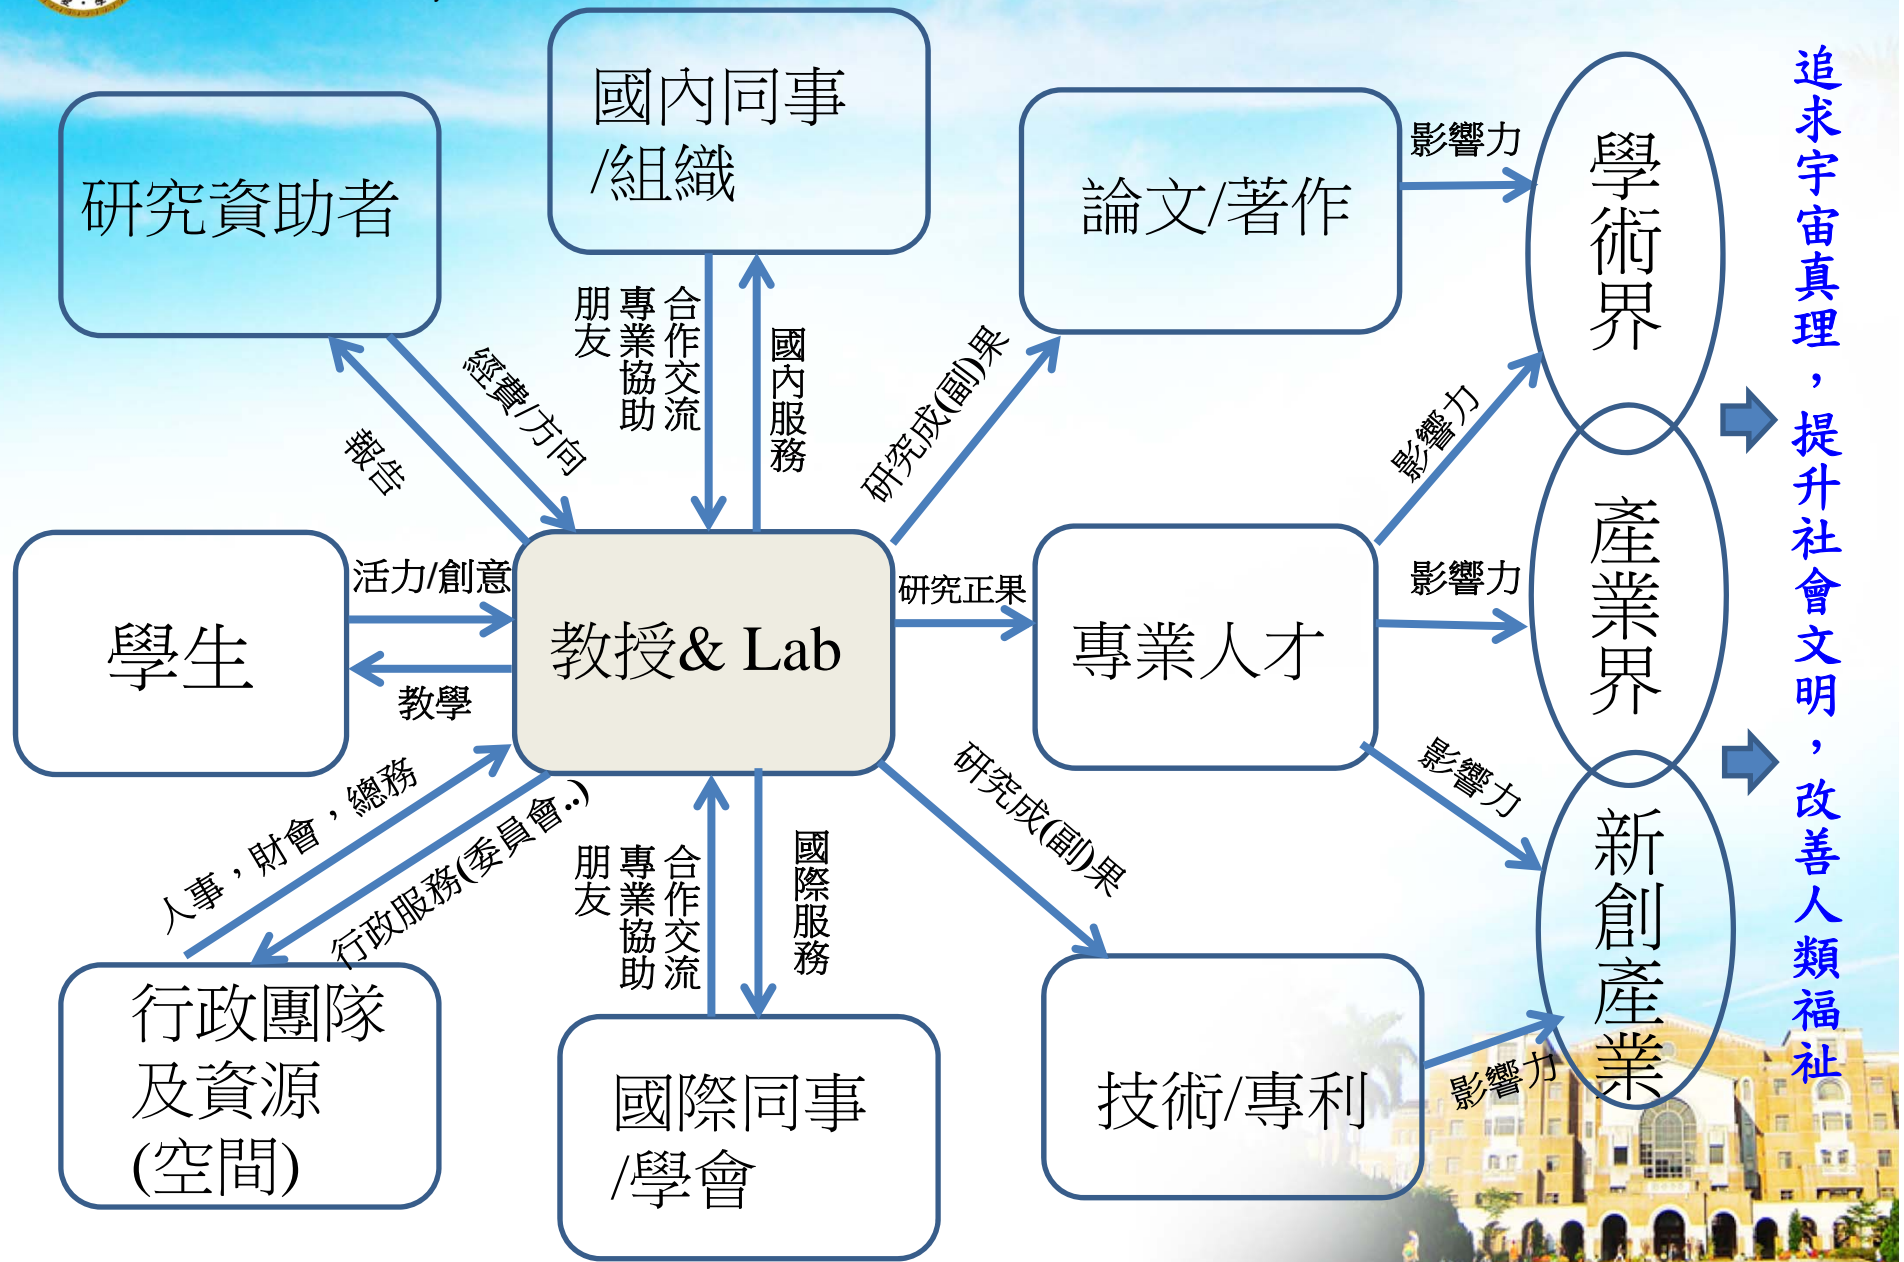 國內同事
/組織
研究資助者
論文/著作
影響力
學術界
追求宇宙真理，提升社會文明，改善人類福祉
合作交流
專業協助
朋友
國內服務
經費/方向
報告
研究成(副)果
影響力
學生
活力/創意
教學
教授& Lab
研究正果
專業人才
影響力
產業界
人事，財會，總務
行政服務(委員會..)
合作交流
專業協助
朋友
國際服務
研究成(副)果
影響力
新創產業
行政團隊
及資源
(空間)
國際同事
/學會
技術/專利
影響力